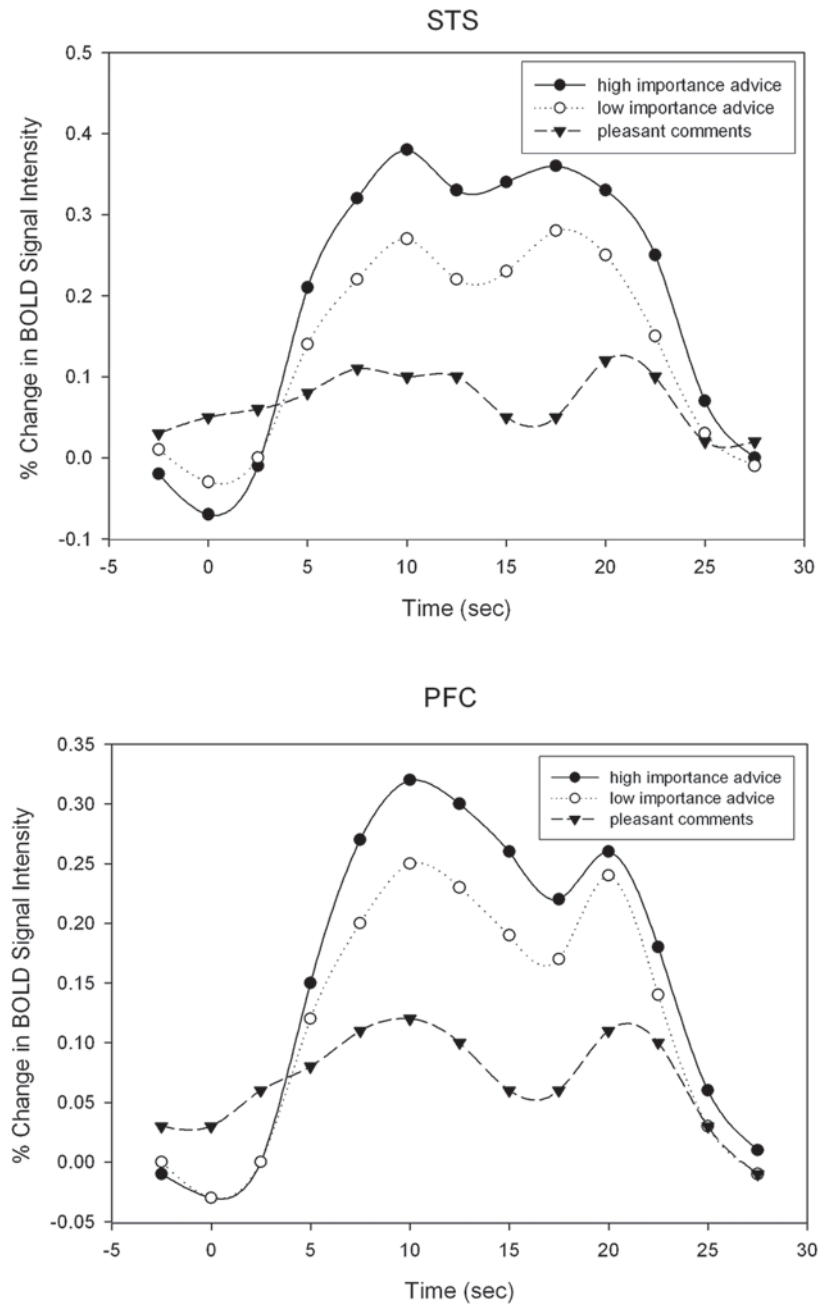 STS
0.5
0.4
0.3
0.2
0.1
0.0
-0.1
% Change in BOLD Signal Intensity
high importance advice
low importance advice
pleasant comments
-5 0 5 10 15 20 25 30
Time (sec)
PFC
0.35
0.30
0.25
0.20
0.15
0.10
0.05
0.00
-0.05
% Change in BOLD Signal Intensity
high importance advice
low importance advice
pleasant comments
-5 0 5 10 15 20 25 30
Time (sec)